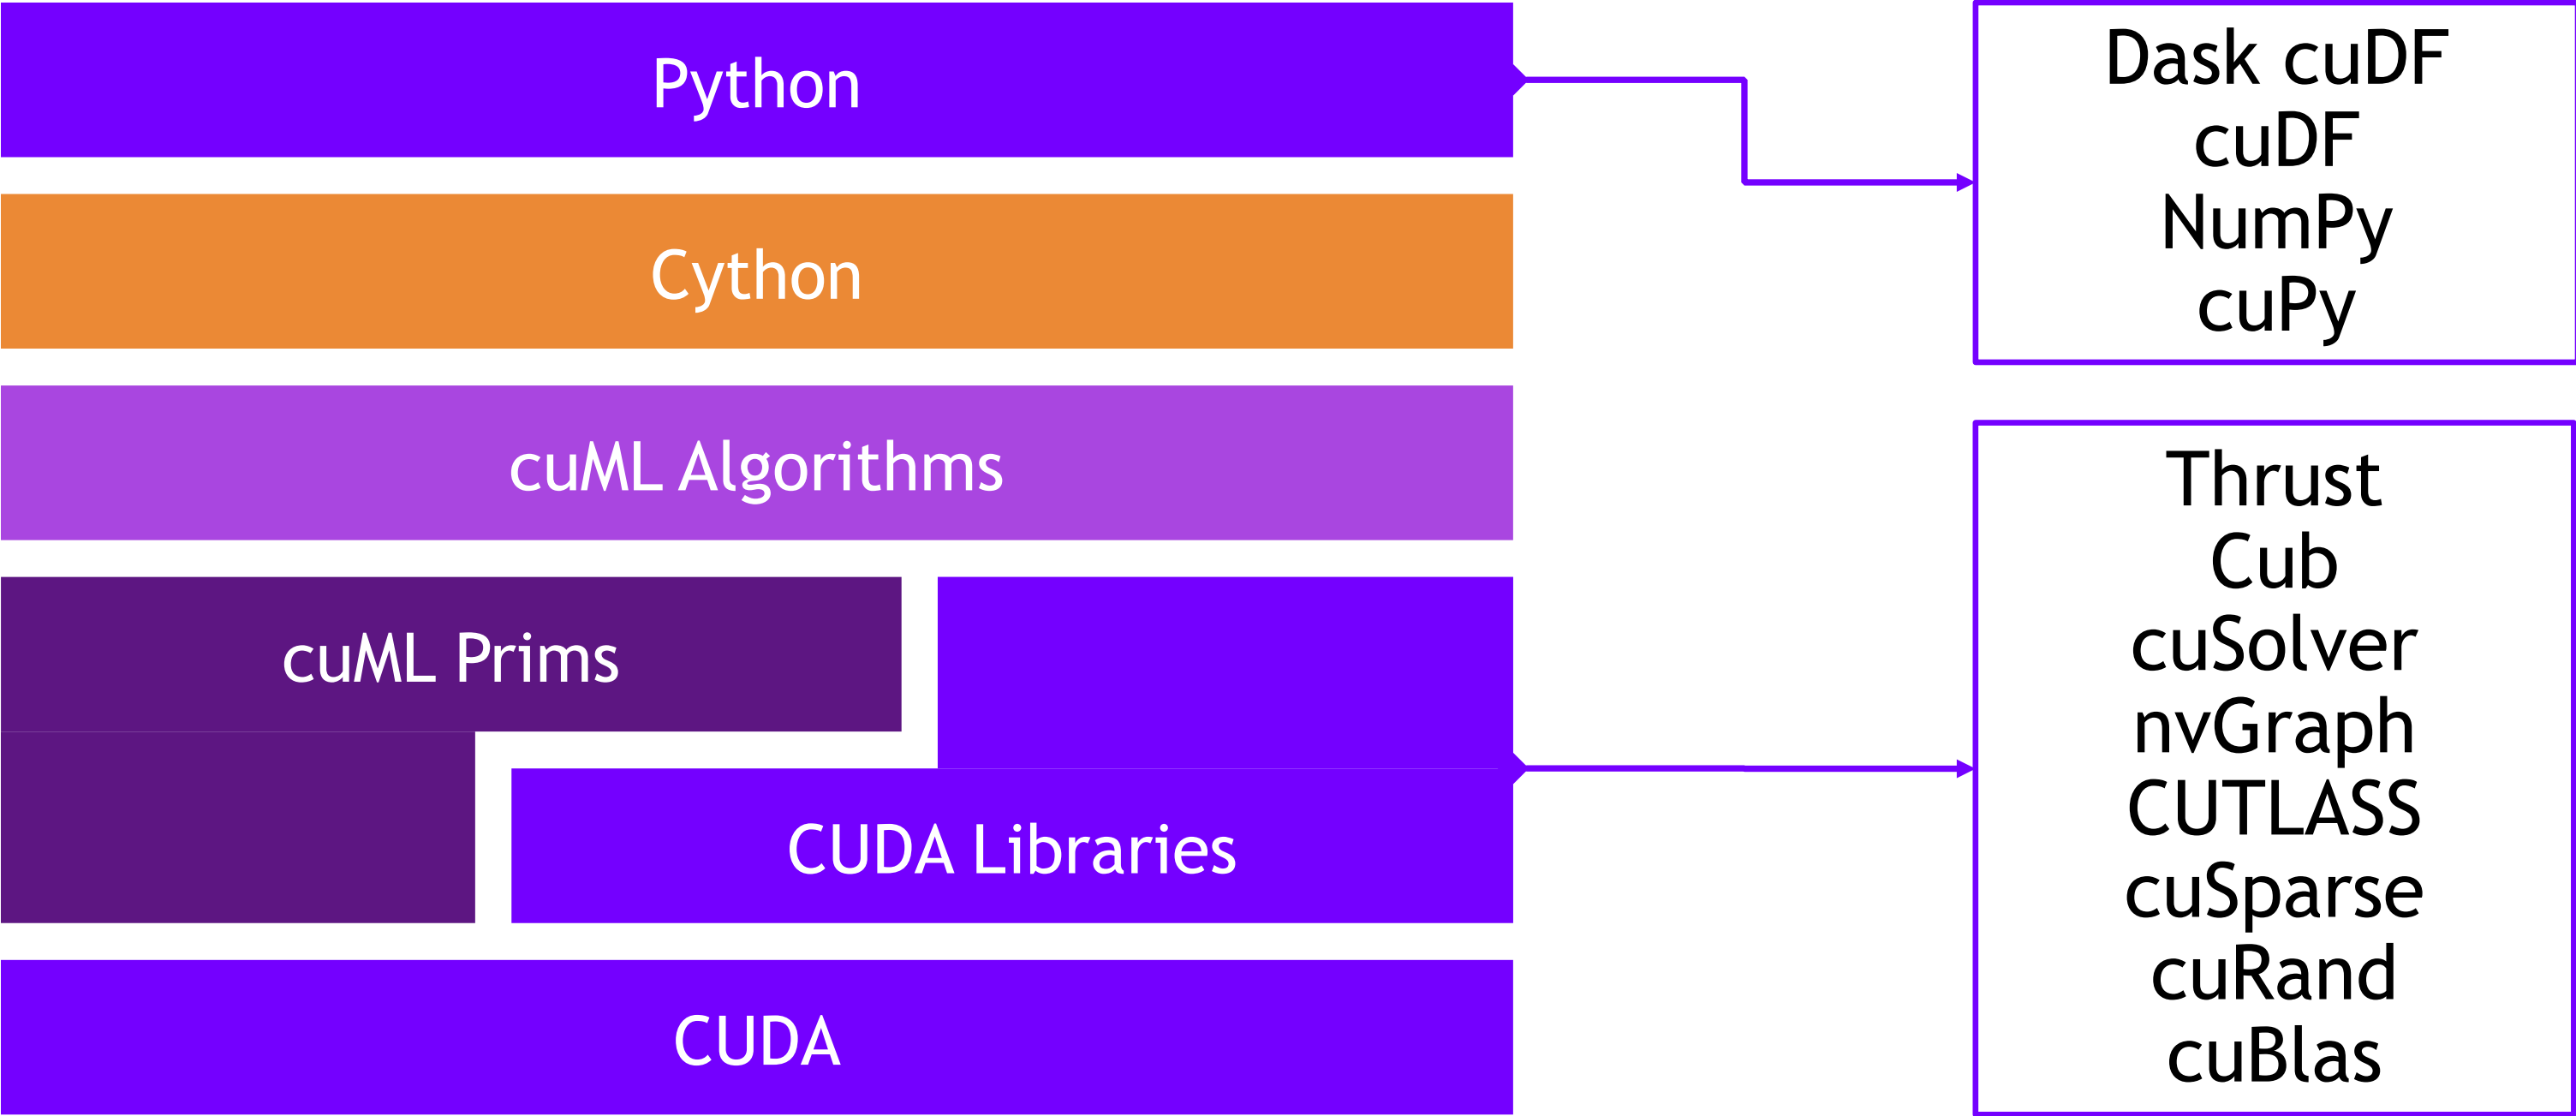 Python
Cython
cuML Algorithms
cuML Prims
CUDA Libraries
CUDA
Dask cuDF
cuDF
NumPy
cuPy
Thrust
Cub
cuSolver
nvGraph
CUTLASS
cuSparse
cuRand
cuBlas